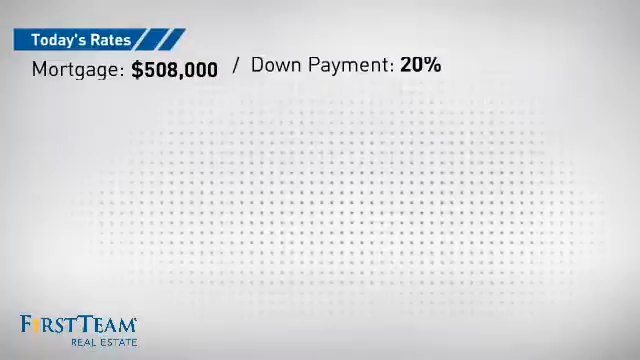 Today's Rates
Mortgage: $508,000 / Down Payment: 20%
FIRSTTEAM®
REAL ESTATE